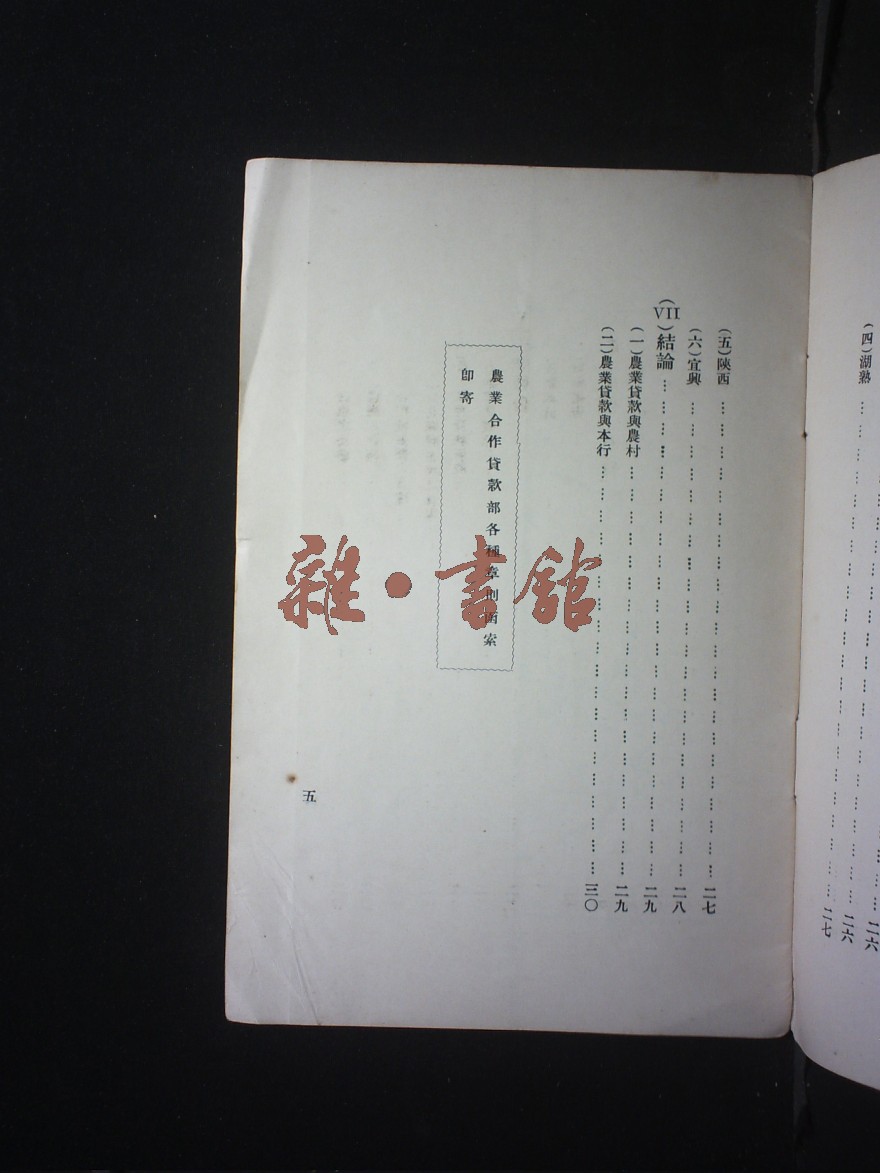 （四）湖熟 … … … … … … … … … … … … … … … … … … … … 二七
（五）陝西 … … … … … … … … … … … … … … … … … … … … 二七
（六）宜興 … … … … … … … … … … … … … … … … … … … … 二八
（VII）結論 … … … … … … … … … … … … … … … … … … … … 二九
（一）農業貸款與農村 … … … … … … … … … … … … … … … … … 二九
（二）農業貸款與本行 … … … … … … … … … … … … … … … … … 三〇
農業合作貸款部各種章則函索
卽寄
五
二六
二六
雜·書館